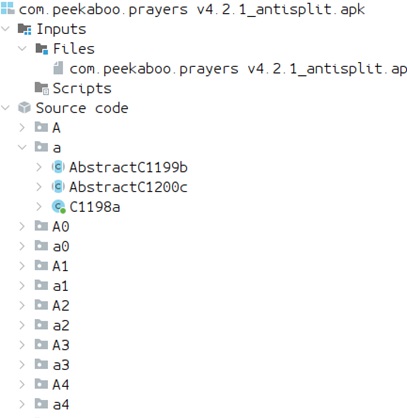 com.peekaboo.prayers v4.2.1_antisplit.apk
Inputs
Files
com.peekaboo.prayers v4.2.1_antisplit.ap
Scripts
Source code
A
a
AbstractC1199b
AbstractC1200c
C1198a
A0
a0
A1
a1
A2
a2
A3
a3
A4
a4